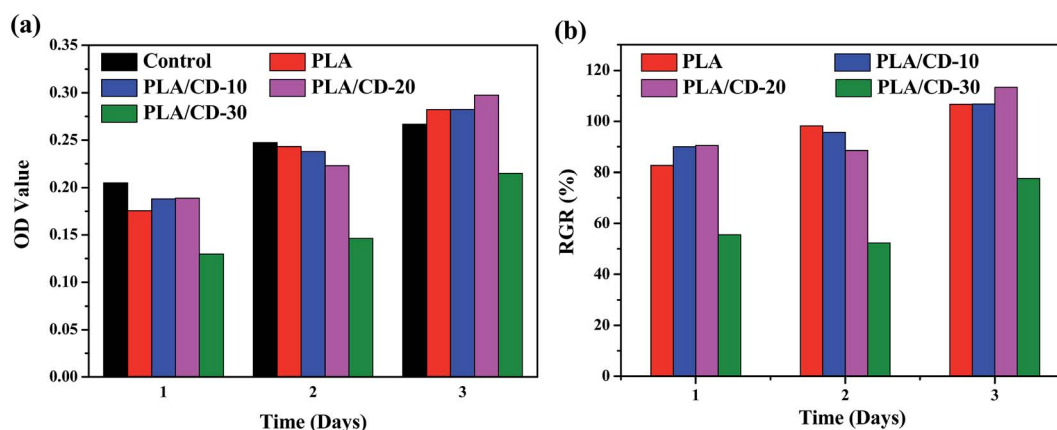 (a)
Control
PLA
PLA/CD-10
PLA/CD-20
PLA/CD-30
0.35
0.30
0.25
0.20
0.15
0.10
0.05
0.00
OD Value
1
2
3
Time (Days)
(b)
PLA
PLA/CD-10
PLA/CD-20
PLA/CD-30
120
100
80
60
40
20
0
RGR (%)
1
2
3
Time (Days)